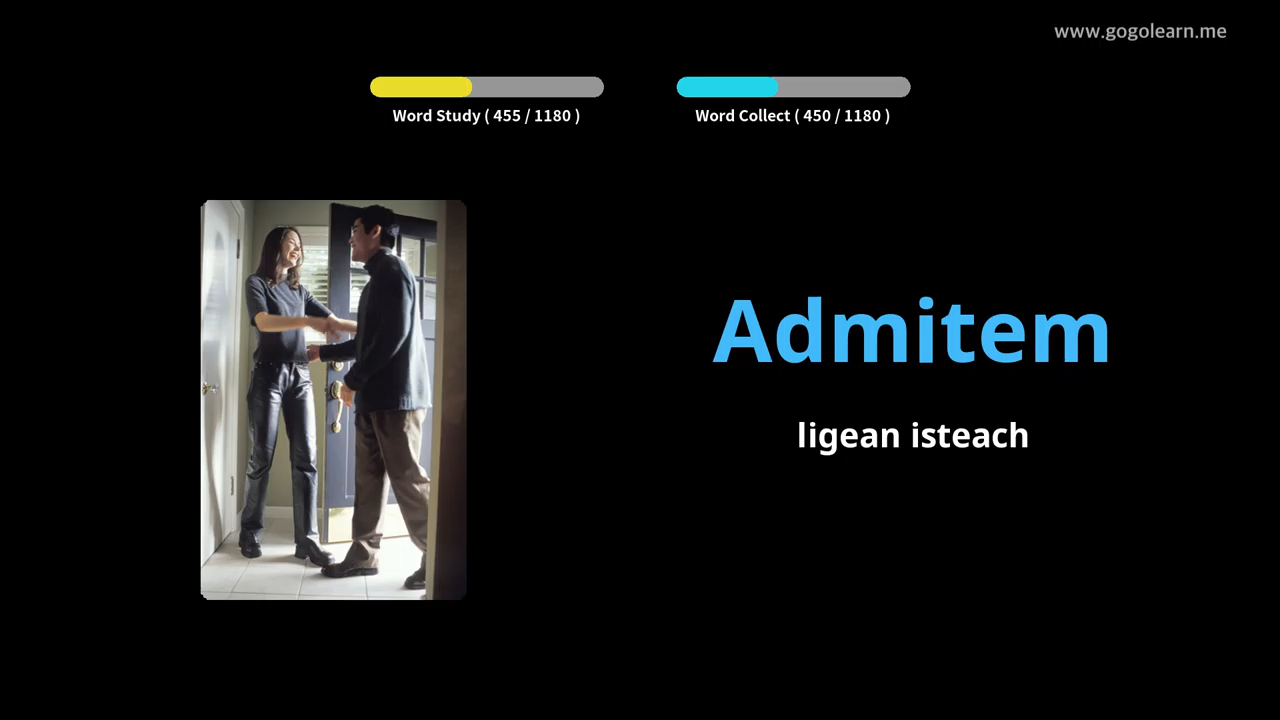 www.gogolearn.me
Word Study ( 455 / 1180 )
Word Collect ( 450 / 1180 )
Admitem
ligean isteach